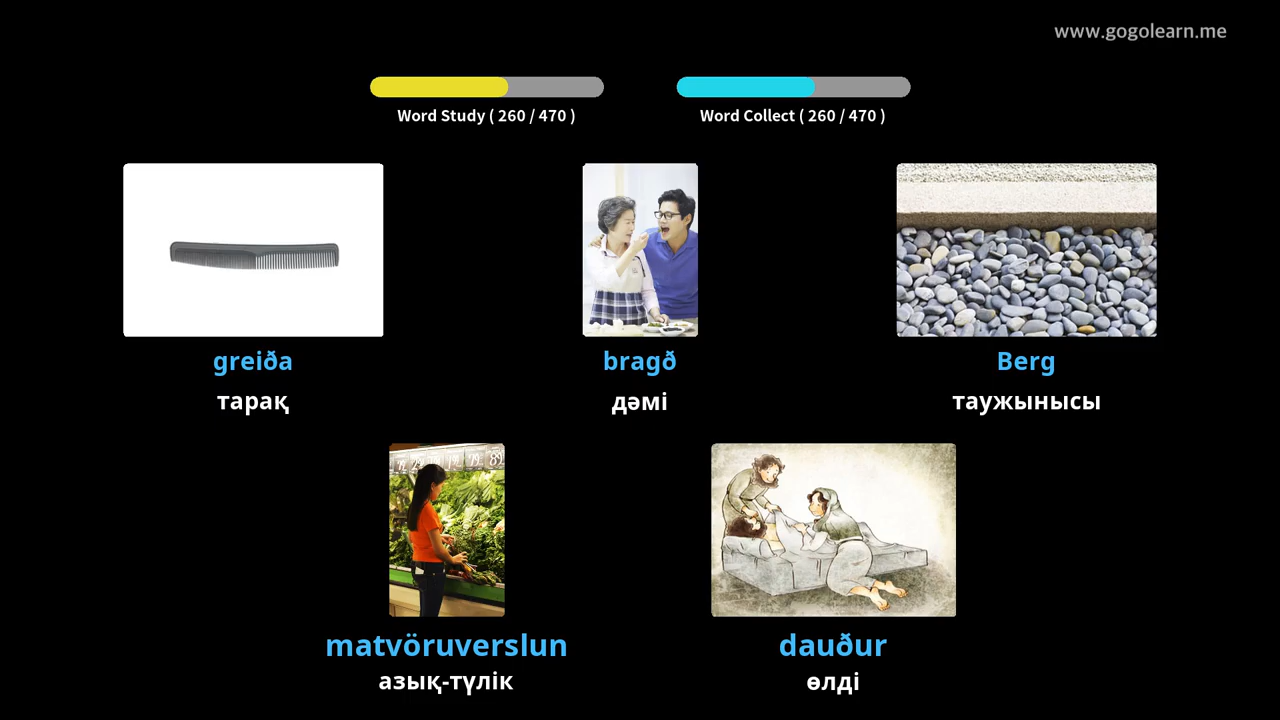 www.gogolearn.me
Word Study ( 260 / 470 )
Word Collect ( 260 / 470 )
greiða
тарақ
bragð
дәмі
Berg
таужынысы
matvöruverslun
азық-түлік
dauður
өлді